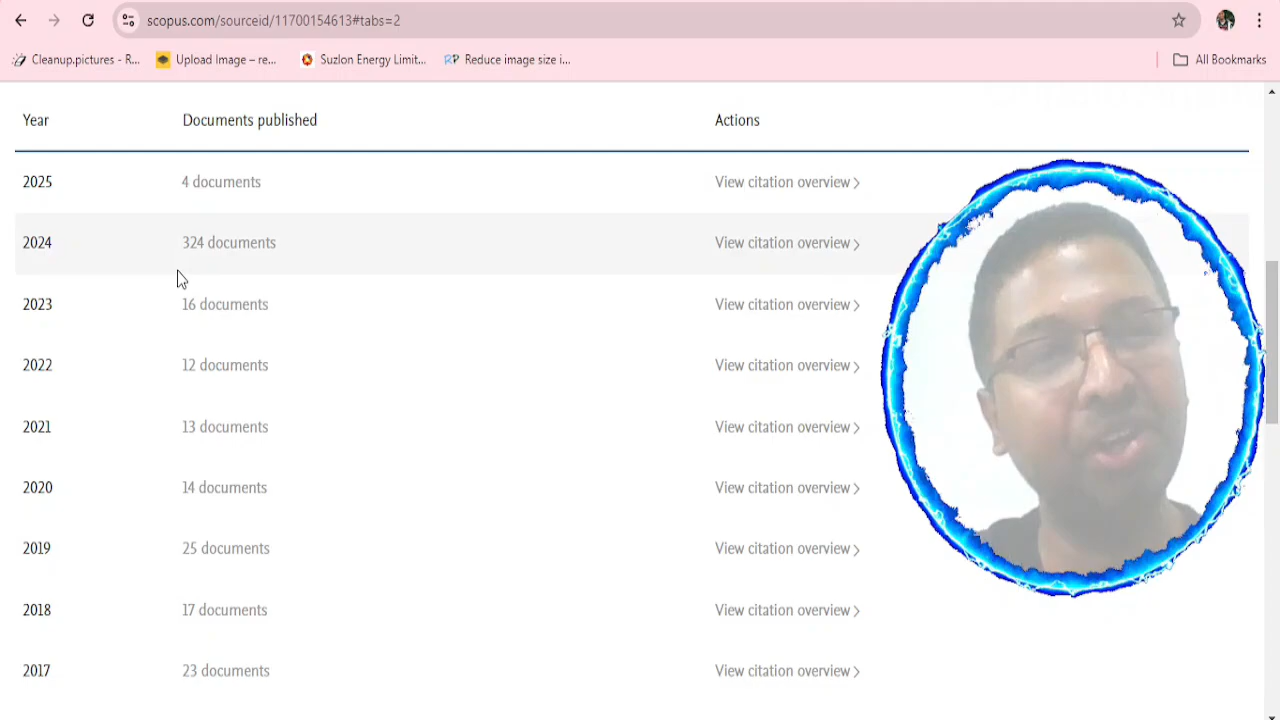 scopus.com/sourceid/11700154613#tabs=2
Cleanup.pictures - R... Upload Image – re... Suzlon Energy Limit... RP Reduce image size i... All Bookmarks
Year Documents published Actions
2025 4 documents View citation overview
2024 324 documents View citation overview
2023 16 documents View citation overview
2022 12 documents View citation overview
2021 13 documents View citation overview
2020 14 documents View citation overview
2019 25 documents View citation overview
2018 17 documents View citation overview
2017 23 documents View citation overview